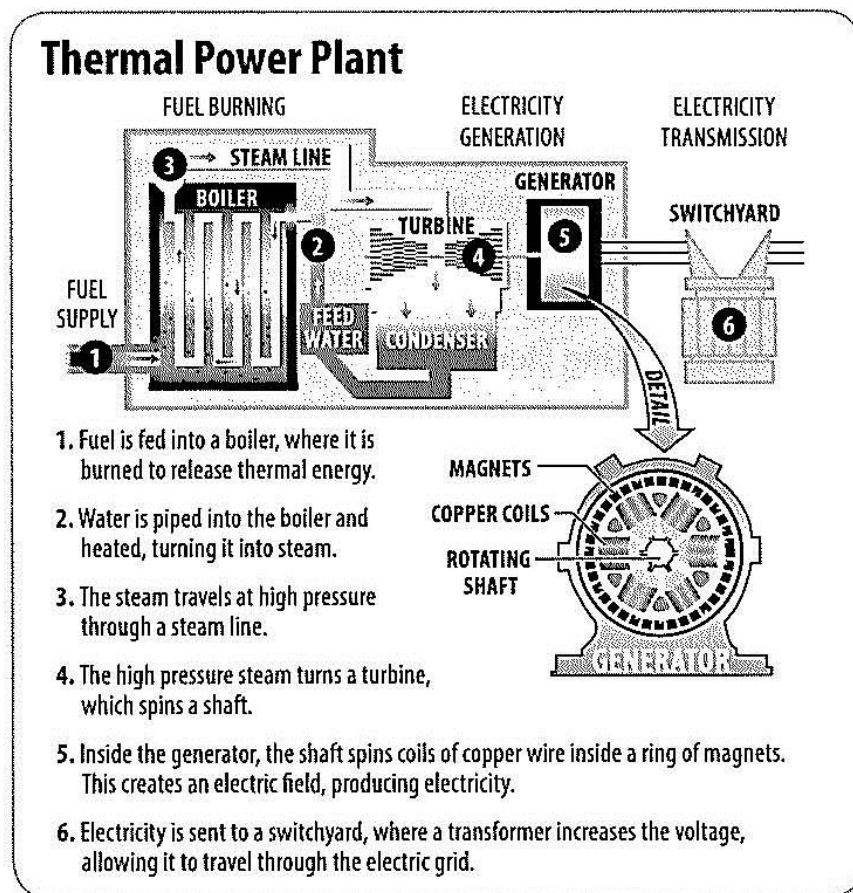 Thermal Power Plant
FUEL BURNING
ELECTRICITY
GENERATION
ELECTRICITY
TRANSMISSION
3
STEAM LINE
BOILER
GENERATOR
SWITCHYARD
2
TURBINE
4
5
FUEL
SUPPLY
FEED
WATER
CONDENSER
6
1
DETAIL
1. Fuel is fed into a boiler, where it is
burned to release thermal energy.
2. Water is piped into the boiler and
heated, turning it into steam.
3. The steam travels at high pressure
through a steam line.
4. The high pressure steam turns a turbine,
which spins a shaft.
MAGNETS
COPPER COILS
ROTATING
SHAFT
GENERATOR
5. Inside the generator, the shaft spins coils of copper wire inside a ring of magnets.
This creates an electric field, producing electricity.
6. Electricity is sent to a switchyard, where a transformer increases the voltage,
allowing it to travel through the electric grid.